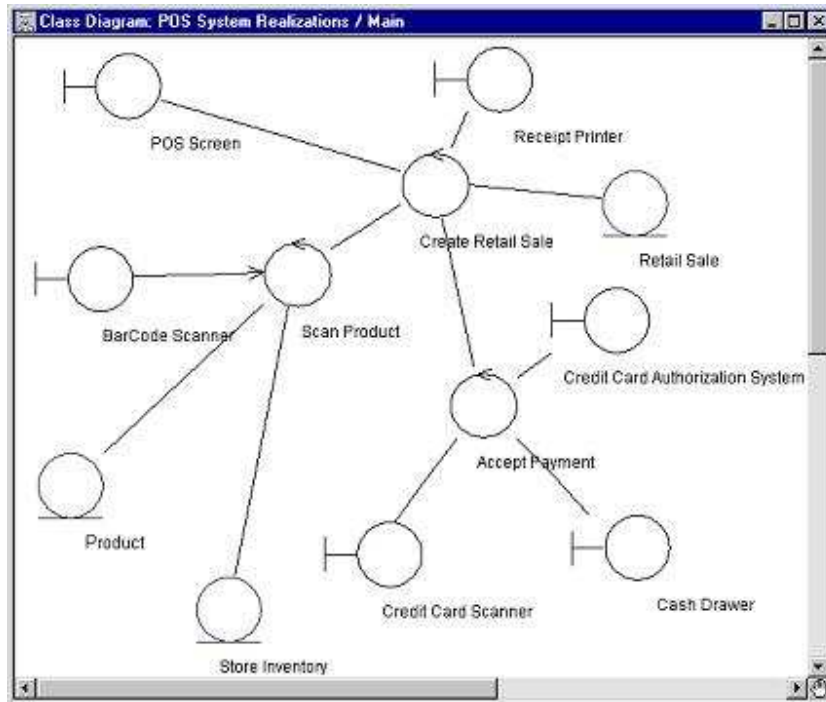 Class Diagram: POS System Realizations / Main
POS Screen
Receipt Printer
Create Retail Sale
Retail Sale
BarCode Scanner
Scan Product
Credit Card Authorization System
Accept Payment
Product
Credit Card Scanner
Cash Drawer
Store Inventory